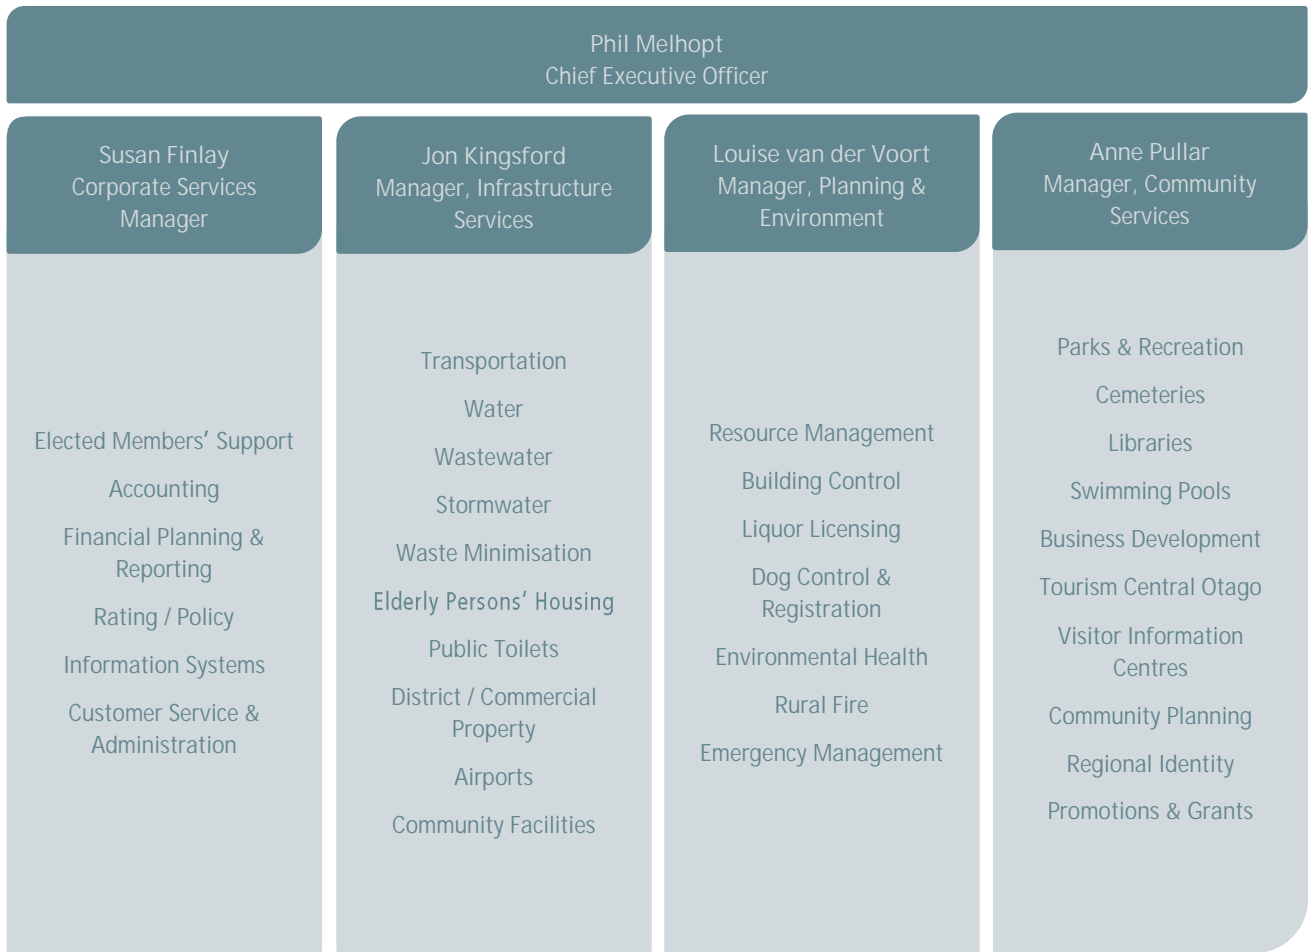 Phil Melhopt
Chief Executive Officer
Susan Finlay
Corporate Services
Manager
Elected Members' Support
Accounting
Financial Planning &
Reporting
Rating / Policy
Information Systems
Customer Service &
Administration
Jon Kingsford
Manager, Infrastructure
Services
Transportation
Water
Wastewater
Stormwater
Waste Minimisation
Elderly Persons' Housing
Public Toilets
District / Commercial
Property
Airports
Community Facilities
Louise van der Voort
Manager, Planning &
Environment
Resource Management
Building Control
Liquor Licensing
Dog Control &
Registration
Environmental Health
Rural Fire
Emergency Management
Anne Pullar
Manager, Community
Services
Parks & Recreation
Cemeteries
Libraries
Swimming Pools
Business Development
Tourism Central Otago
Visitor Information
Centres
Community Planning
Regional Identity
Promotions & Grants